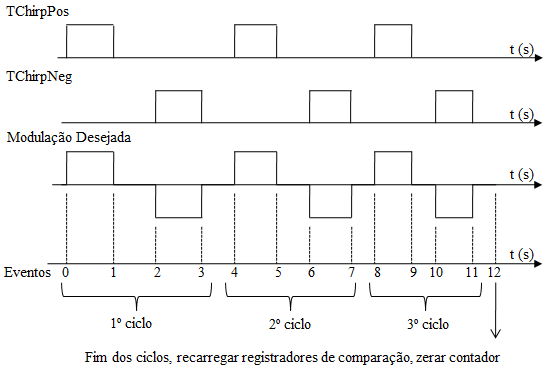 TChirpPos
t (s)
TChirpNeg
t (s)
Modulação Desejada
t (s)
t (s)
Eventos 0 1 2 3 4 5 6 7 8 9 10 11 12
1º ciclo 2º ciclo 3º ciclo
Fim dos ciclos, recarregar registradores de comparação, zerar contador